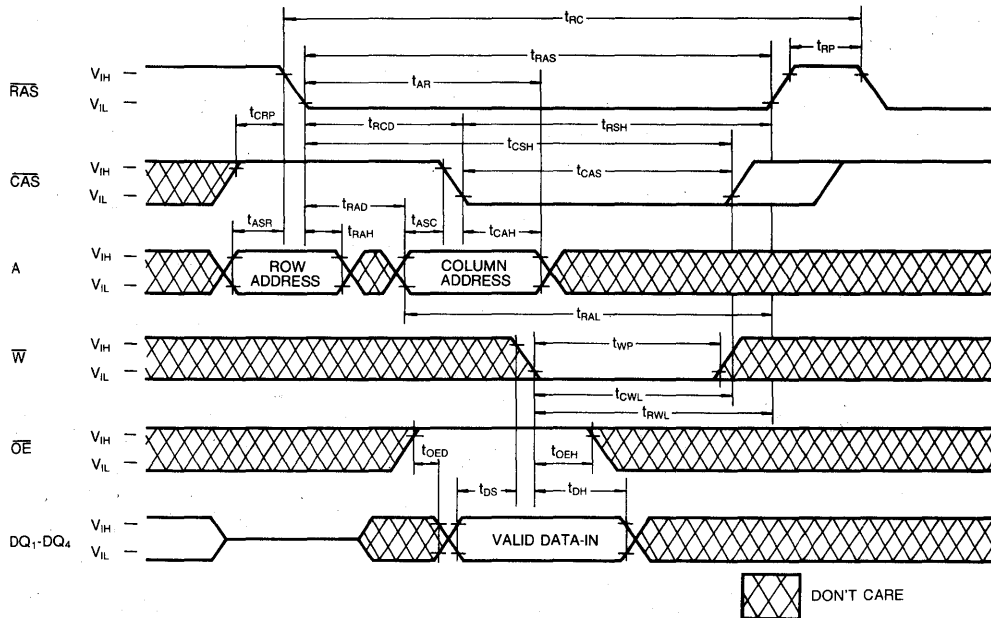 tRC
tRAS
tRP
VIH
RAS
tAR
VIL
tCRP
tRCD
tRSH
tCSH
VIH
CAS
tCAS
VIL
tRAD
tASR
tRAH
tASC
tCAH
VIH
A
ROW ADDRESS
COLUMN ADDRESS
VIL
tRAL
VIH
W
tWP
VIL
tCWL
tRWL
VIH
OE
VIL
tOED
tOEH
tDS
tDH
VIH
DQ1-DQ4
VALID DATA-IN
VIL
DON'T CARE